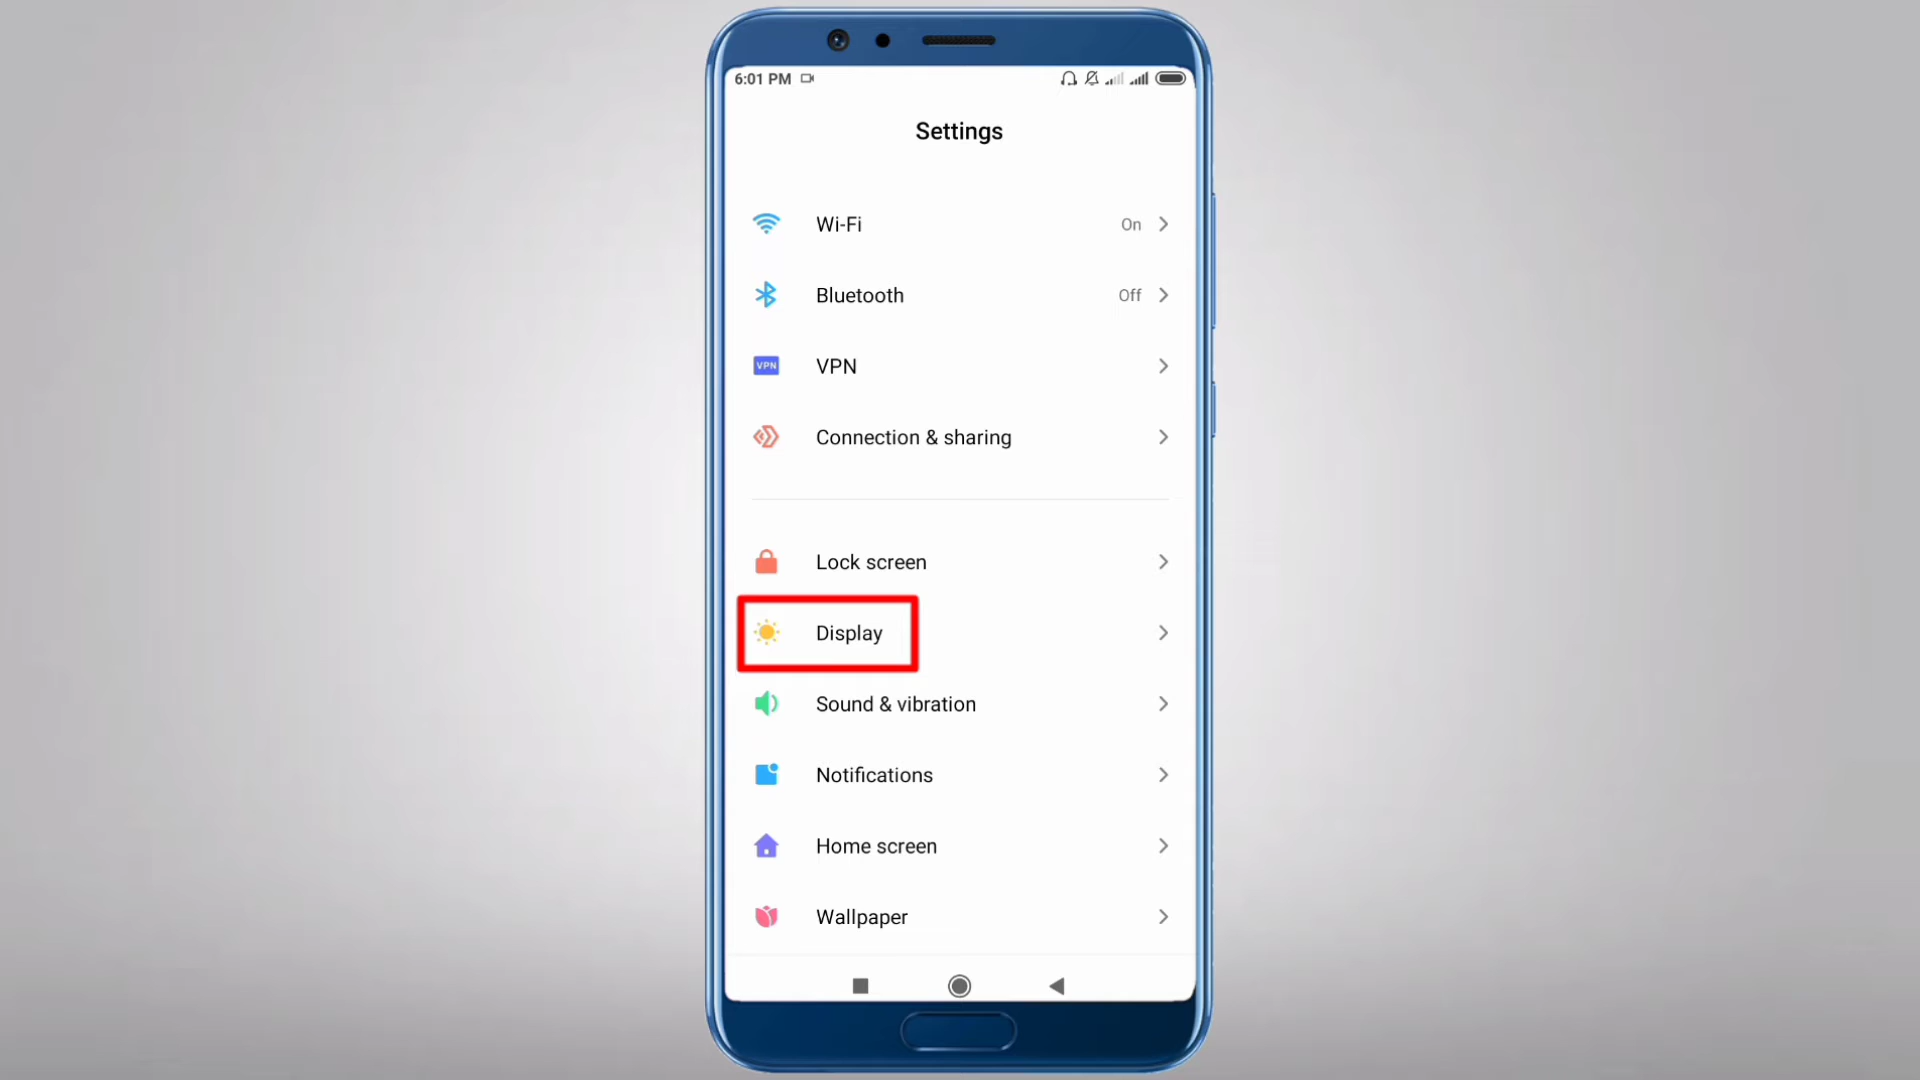 6:01 PM
Settings
Wi-Fi On
Bluetooth Off
VPN VPN
Connection & sharing
Lock screen
Display
Sound & vibration
Notifications
Home screen
Wallpaper